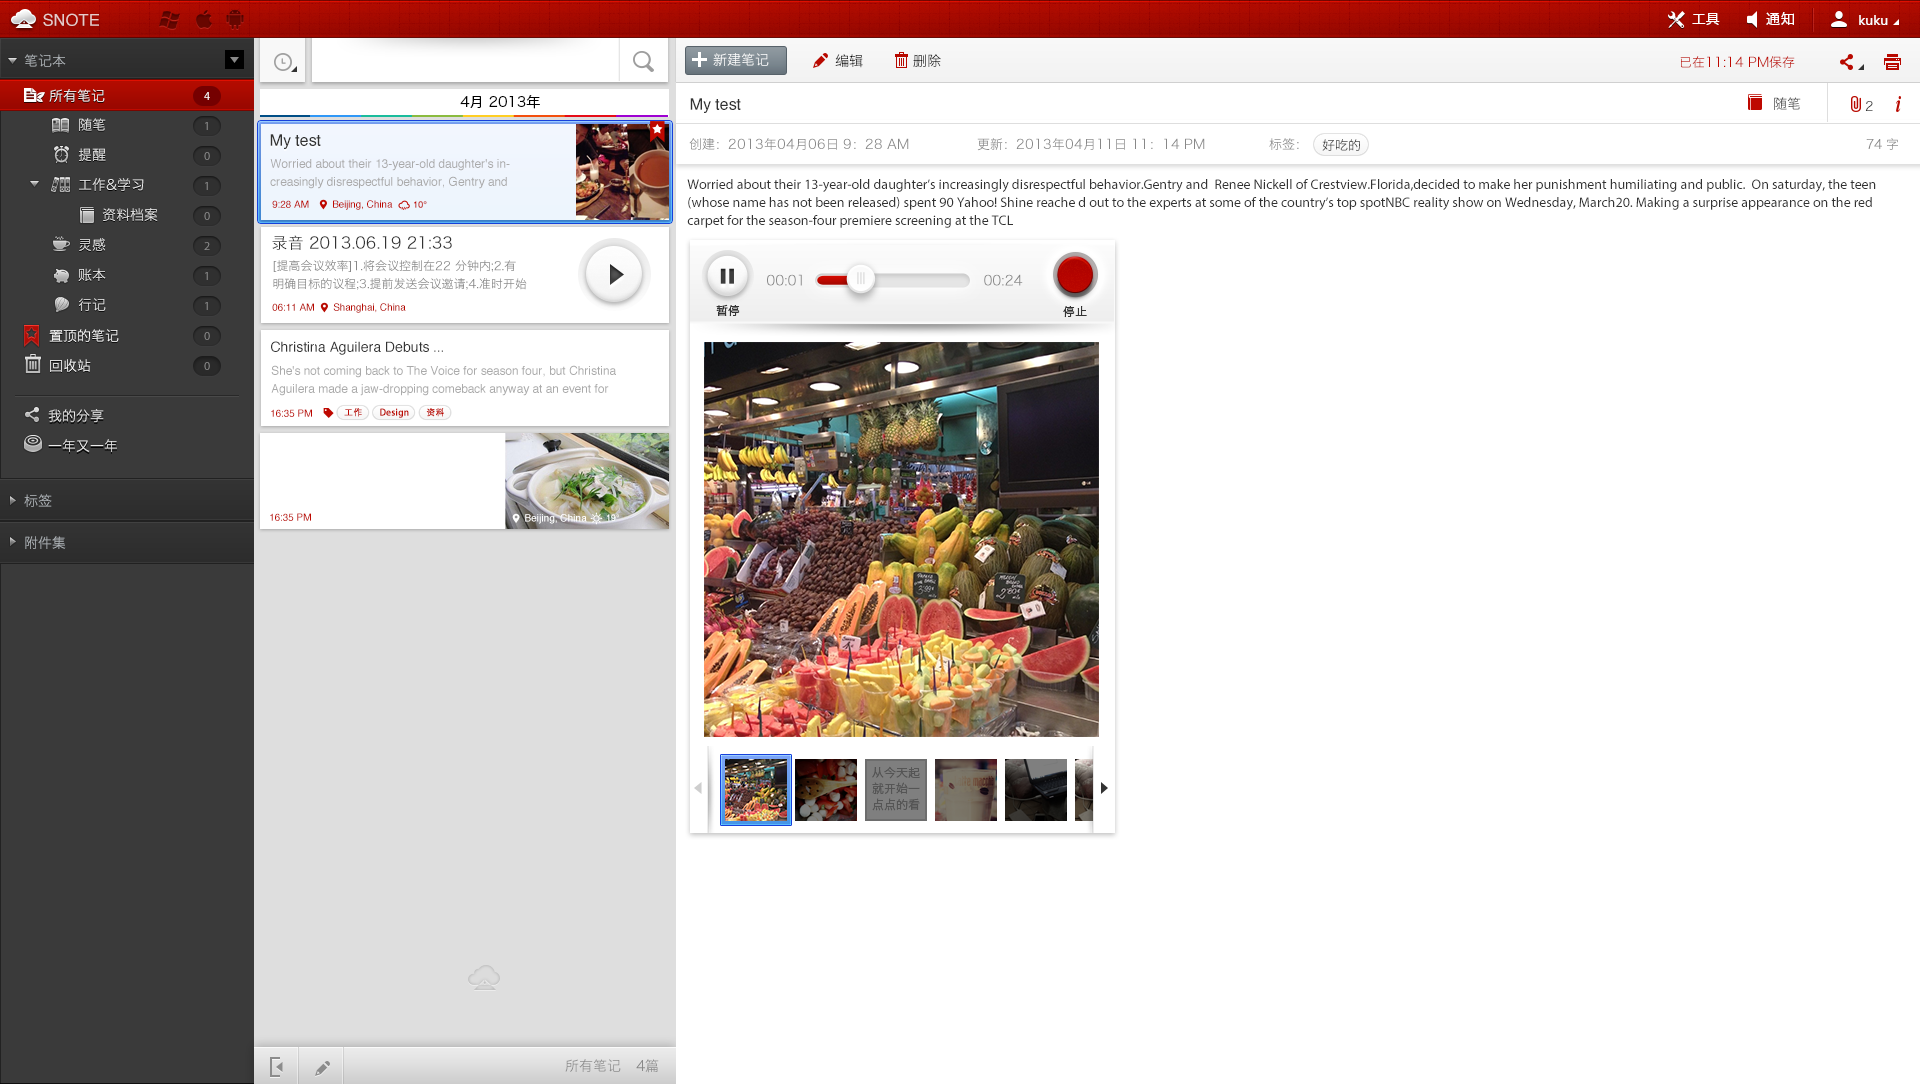 SNOTE
工具
通知
kuku
笔记本
所有笔记 4
随笔 1
提醒 0
工作&学习 1
资料档案 0
灵感 2
账本 1
行记 1
置顶的笔记 0
回收站 0
我的分享
一年又一年
标签
附件集
4月 2013年
My test
Worried about their 13-year-old daughter's in-
creasingly disrespectful behavior, Gentry and
9:28 AM Beijing, China 10°
录音 2013.06.19 21:33
[提高会议效率]1.将会议控制在22 分钟内;2.有
明确目标的议程;3.提前发送会议邀请;4.准时开始
06:11 AM Shanghai, China
Christina Aguilera Debuts ...
She's not coming back to The Voice for season four, but Christina
Aguilera made a jaw-dropping comeback anyway at an event for
16:35 PM 工作 Design 资料
16:35 PM
Beijing, China 19°
所有笔记 4篇
新建笔记
编辑
删除
已在11:14 PM保存
My test
随笔
2
i
创建：2013年04月06日 9：28 AM
更新：2013年04月11日 11：14 PM
标签：
好吃的
74 字
Worried about their 13-year-old daughter's increasingly disrespectful behavior.Gentry and Renee Nickell of Crestview.Florida,decided to make her punishment humiliating and public. On saturday, the teen
(whose name has not been released) spent 90 Yahoo! Shine reache d out to the experts at some of the country's top spotNBC reality show on Wednesday, March20. Making a surprise appearance on the red
carpet for the season-four premiere screening at the TCL
00:01
00:24
暂停
停止
从今天起
就开始一
点点的看